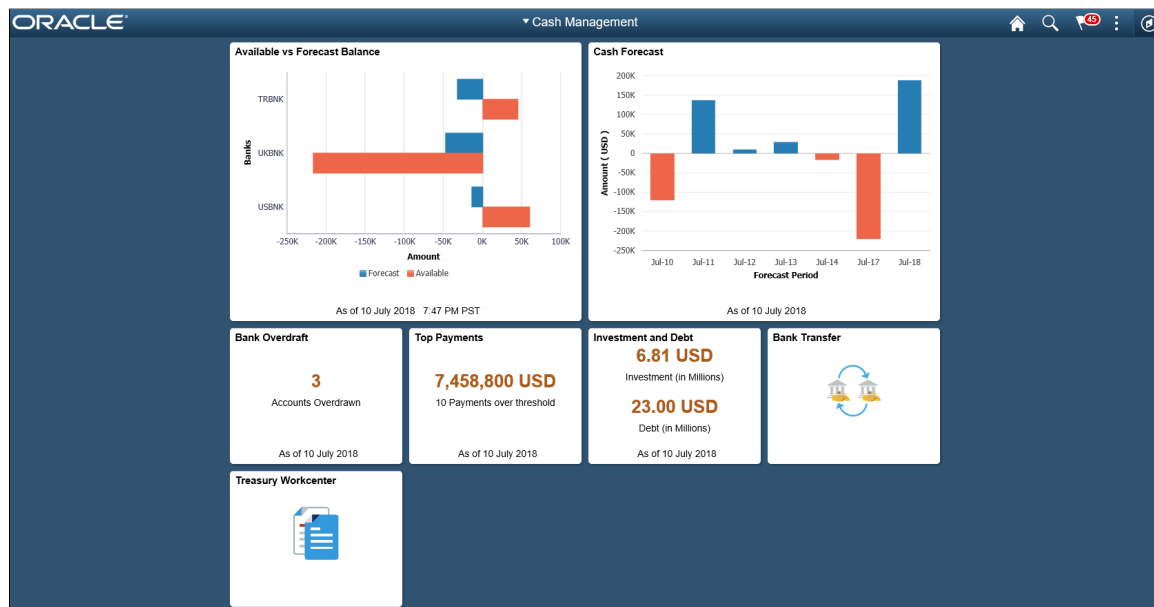 ORACLE
Cash Management
45
Available vs Forecast Balance
TRBNK
UKBNK
USBNK
Banks
-250K -200K -150K -100K -50K 0K 50K 100K
Amount
Forecast Available
As of 10 July 2018 7:47 PM PST
Cash Forecast
200K
150K
100K
50K
0
-50K
-100K
-150K
-200K
-250K
Amount ( USD )
Jul-10 Jul-11 Jul-12 Jul-13 Jul-14 Jul-17 Jul-18
Forecast Period
As of 10 July 2018
Bank Overdraft
3
Accounts Overdrawn
As of 10 July 2018
Top Payments
7,458,800 USD
10 Payments over threshold
As of 10 July 2018
Investment and Debt
6.81 USD
Investment (in Millions)
23.00 USD
Debt (in Millions)
As of 10 July 2018
Bank Transfer
Treasury Workcenter